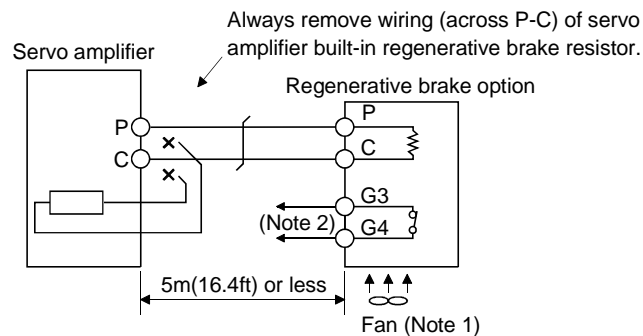 Always remove wiring (across P-C) of servo
amplifier built-in regenerative brake resistor.
Servo amplifier
Regenerative brake option
P
P
C
C
G3
(Note 2)
G4
5m(16.4ft) or less
Fan (Note 1)